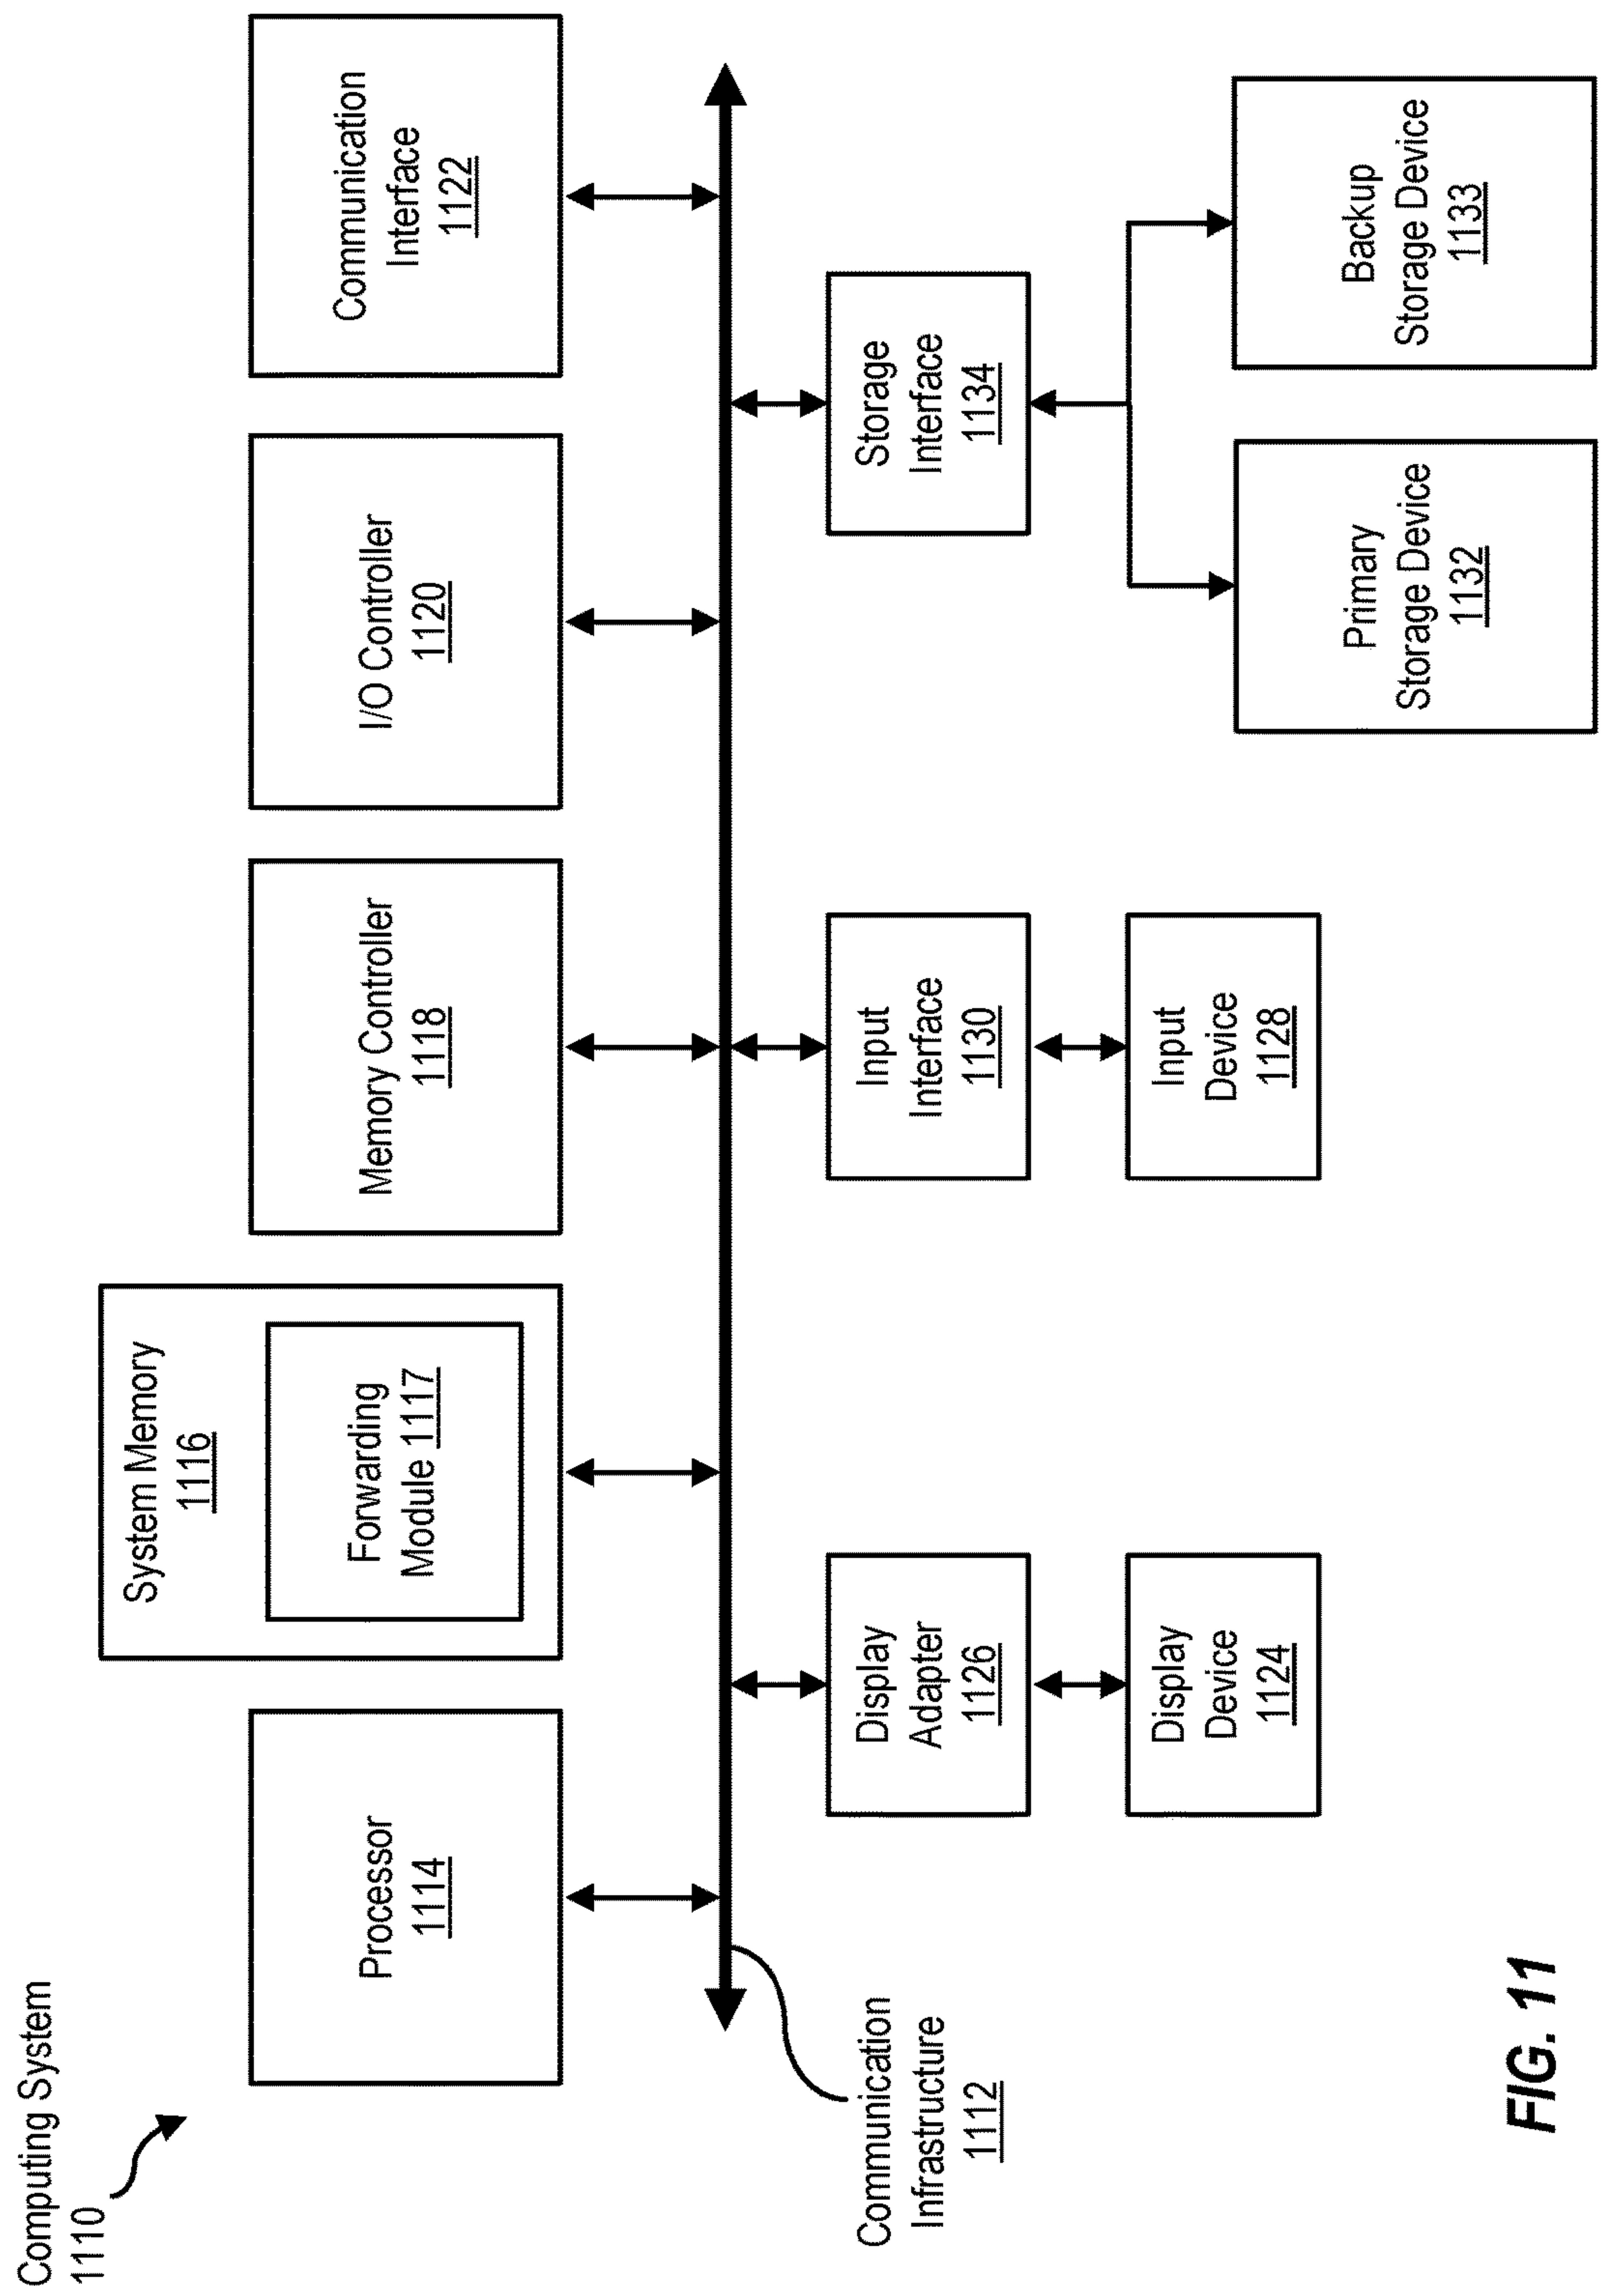 Computing System
1110
Processor
1114
System Memory
1116
Forwarding
Module 1117
Memory Controller
1118
I/O Controller
1120
Communication
Interface
1122
Communication
Infrastructure
1112
Display
Adapter
1126
Display
Device
1124
Input
Interface
1130
Input
Device
1128
Storage
Interface
1134
Primary
Storage Device
1132
Backup
Storage Device
1133
FIG. 11